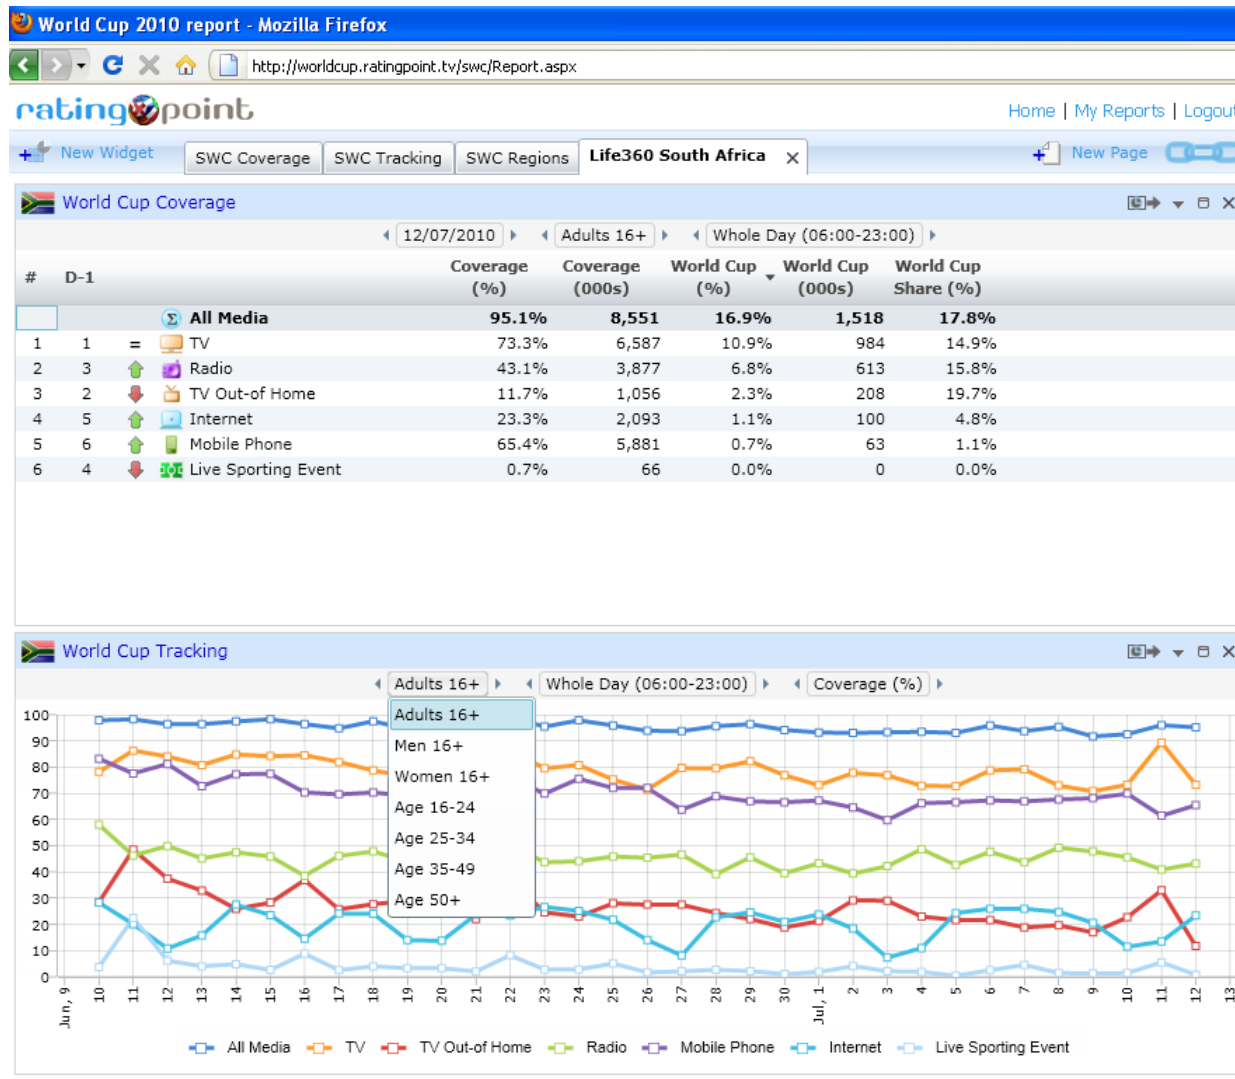 World Cup 2010 report - Mozilla Firefox
http://worldcup.ratingpoint.tv/swc/Report.aspx
rating point
Home | My Reports | Logout
New Widget SWC Coverage SWC Tracking SWC Regions Life360 South Africa New Page
World Cup Coverage
12/07/2010 Adults 16+ Whole Day (06:00-23:00)
# D-1 Coverage (%) Coverage (000s) World Cup (%) World Cup (000s) World Cup Share (%)
All Media 95.1% 8,551 16.9% 1,518 17.8%
1 1 = TV 73.3% 6,587 10.9% 984 14.9%
2 3 Radio 43.1% 3,877 6.8% 613 15.8%
3 2 TV Out-of Home 11.7% 1,056 2.3% 208 19.7%
4 5 Internet 23.3% 2,093 1.1% 100 4.8%
5 6 Mobile Phone 65.4% 5,881 0.7% 63 1.1%
6 4 Live Sporting Event 0.7% 66 0.0% 0 0.0%
World Cup Tracking
Adults 16+ Whole Day (06:00-23:00) Coverage (%)
Adults 16+
Men 16+
Women 16+
Age 16-24
Age 25-34
Age 35-49
Age 50+
100
90
80
70
60
50
40
30
20
10
0
Jun, 9 10 11 12 13 14 15 16 17 18 19 20 21 22 23 24 25 26 27 28 29 30 Jul, 1 2 3 4 5 6 7 8 9 10 11 12 13
All Media TV TV Out-of Home Radio Mobile Phone Internet Live Sporting Event